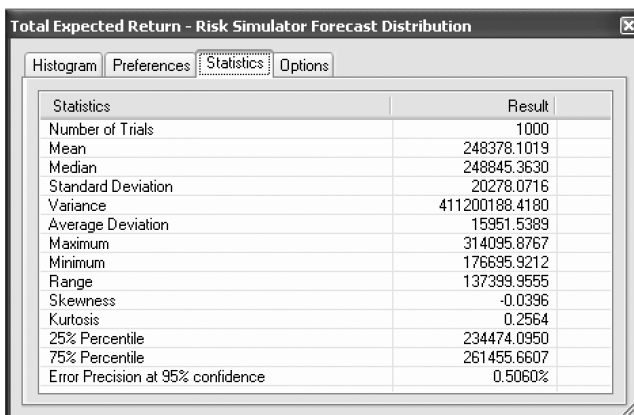 Total Expected Return - Risk Simulator Forecast Distribution
Histogram Preferences Statistics Options
Statistics Result
Number of Trials 1000
Mean 248378.1019
Median 248845.3630
Standard Deviation 20278.0716
Variance 411200188.4180
Average Deviation 15951.5389
Maximum 314095.8767
Minimum 176695.9212
Range 137399.9555
Skewness -0.0396
Kurtosis 0.2564
25% Percentile 234474.0950
75% Percentile 261455.6607
Error Precision at 95% confidence 0.5060%